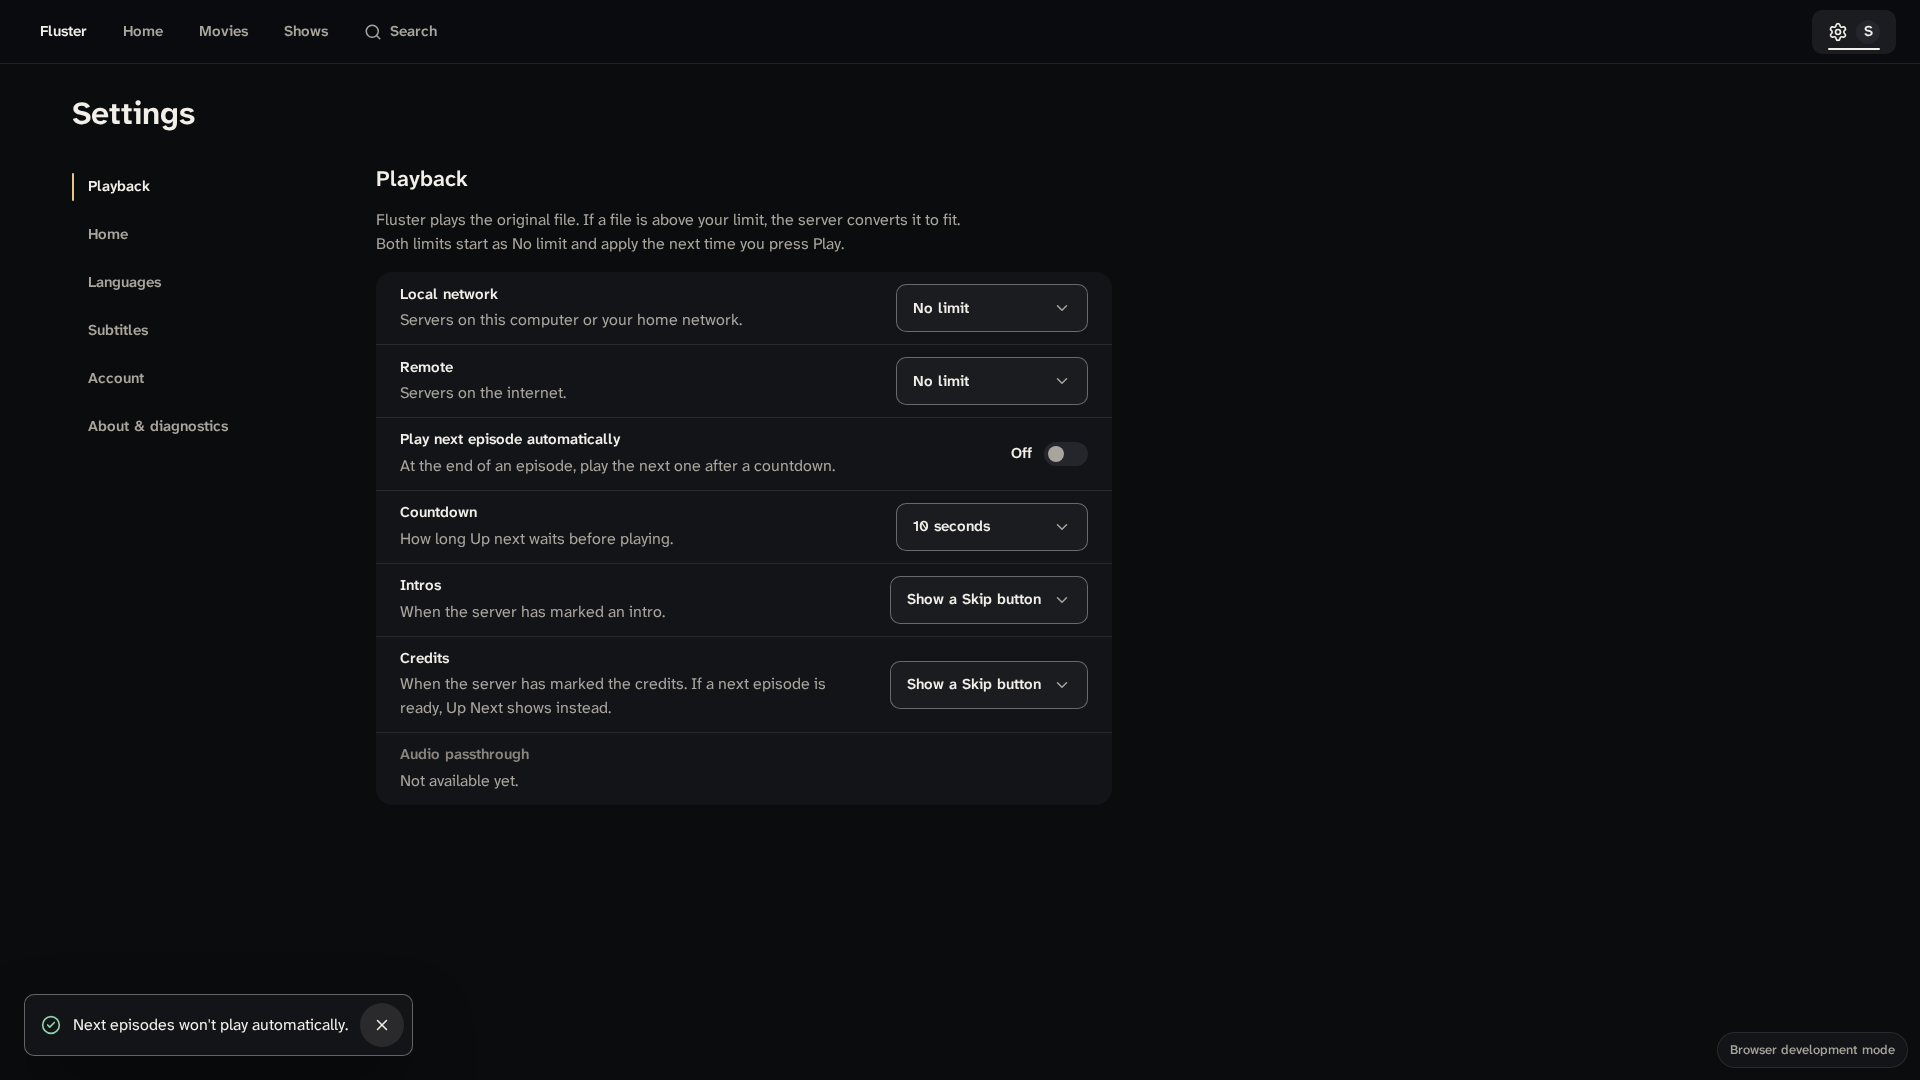 Fluster
Home
Movies
Shows
Search
S
Settings
Playback
Home
Languages
Subtitles
Account
About & diagnostics
Playback
Fluster plays the original file. If a file is above your limit, the server converts it to fit.
Both limits start as No limit and apply the next time you press Play.
Local network
Servers on this computer or your home network.
No limit
Remote
Servers on the internet.
No limit
Play next episode automatically
At the end of an episode, play the next one after a countdown.
Off
Countdown
How long Up next waits before playing.
10 seconds
Intros
When the server has marked an intro.
Show a Skip button
Credits
When the server has marked the credits. If a next episode is
ready, Up Next shows instead.
Show a Skip button
Audio passthrough
Not available yet.
Next episodes won't play automatically.
Browser development mode